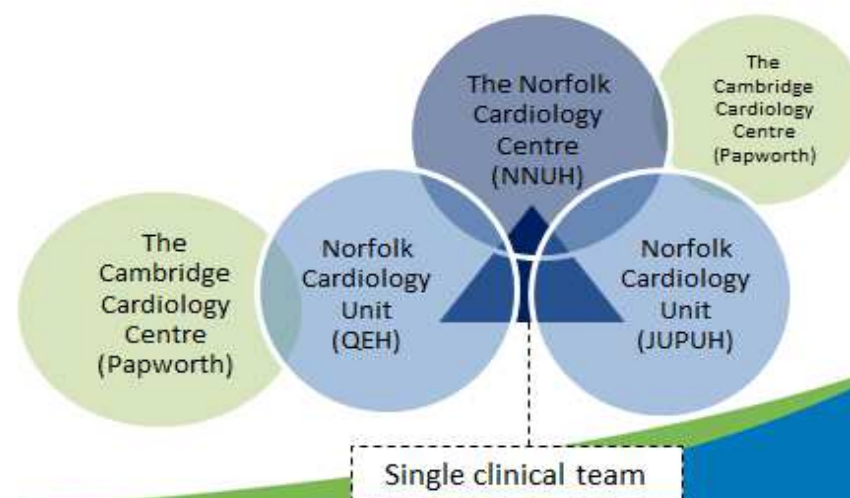 The
Cambridge
Cardiology
Centre
(Papworth)
Norfolk
Cardiology
Unit
(QEH)
The Norfolk
Cardiology
Centre
(NNUH)
Norfolk
Cardiology
Unit
(JUPUH)
The
Cambridge
Cardiology
Centre
(Papworth)
Single clinical team